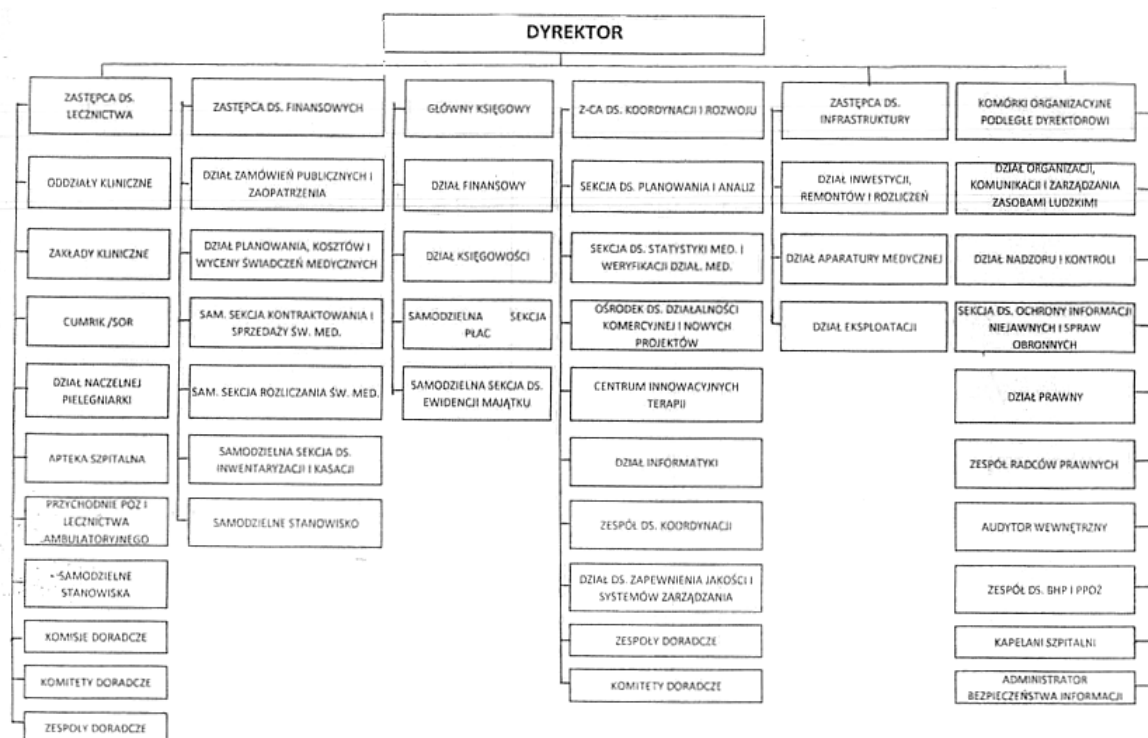 DYREKTOR
ZASTĘPCA DS.
LECZNICTWA
ODDZIAŁY KLINICZNE
ZAKŁADY KLINICZNE
CUMRIK /SOR
DZIAŁ NACZELNEJ
PIELĘGNIARKI
APTEKA SZPITALNA
PRZYCHODNIE POZ I
LECZNICTWA
AMBULATORYJNEGO
SAMODZIELNE
STANOWISKA
KOMISJE DORADCZE
KOMITETY DORADCZE
ZESPOŁY DORADCZE
ZASTĘPCA DS. FINANSOWYCH
DZIAŁ ZAMÓWIEŃ PUBLICZNYCH I
ZAOPATRZENIA
DZIAŁ PLANOWANIA, KOSZTÓW I
WYCENY ŚWIADCZEŃ MEDYCZNYCH
SAM. SEKCJA KONTRAKTOWANIA I
SPRZEDAŻY ŚW. MED.
SAM. SEKCJA ROZLICZANIA ŚW. MED.
SAMODZIELNA SEKCJA DS.
INWENTARYZACJI I KASACJI
SAMODZIELNE STANOWISKO
GŁÓWNY KSIĘGOWY
DZIAŁ FINANSOWY
DZIAŁ KSIĘGOWOŚCI
SAMODZIELNA SEKCJA
PŁAC
SAMODZIELNA SEKCJA DS.
EWIDENCJI MAJĄTKU
Z-CA DS. KOORDYNACJI I ROZWOJU
SEKCJA DS. PLANOWANIA I ANALIZ
SEKCJA DS. STATYSTYKI MED. I
WERYFIKACJI DZIAŁ. MED.
OŚRODEK DS. DZIAŁALNOŚCI
KOMERCYJNEJ I NOWYCH
PROJEKTÓW
CENTRUM INNOWACYJNYCH
TERAPII
DZIAŁ INFORMATYKI
ZESPÓŁ DS. KOORDYNACJI
DZIAŁ DS. ZAPEWNIENIA JAKOŚCI I
SYSTEMÓW ZARZĄDZANIA
ZESPOŁY DORADCZE
KOMITETY DORADCZE
ZASTĘPCA DS.
INFRASTRUKTURY
DZIAŁ INWESTYCJI,
REMONTÓW I ROZLICZEŃ
DZIAŁ APARATURY MEDYCZNEJ
DZIAŁ EKSPLOATACJI
KOMÓRKI ORGANIZACYJNE
PODLEGŁE DYREKTOROWI
DZIAŁ ORGANIZACJI,
KOMUNIKACJI I ZARZĄDZANIA
ZASOBAMI LUDZKIMI
DZIAŁ NADZORU I KONTROLI
SEKCJA DS. OCHRONY INFORMACJI
NIEJAWNYCH I SPRAW
OBRONNYCH
DZIAŁ PRAWNY
ZESPÓŁ RADCÓW PRAWNYCH
AUDYTOR WEWNĘTRZNY
ZESPÓŁ DS. BHP I PPOŻ
KAPELANI SZPITALNI
ADMINISTRATOR
BEZPIECZEŃSTWA INFORMACJI